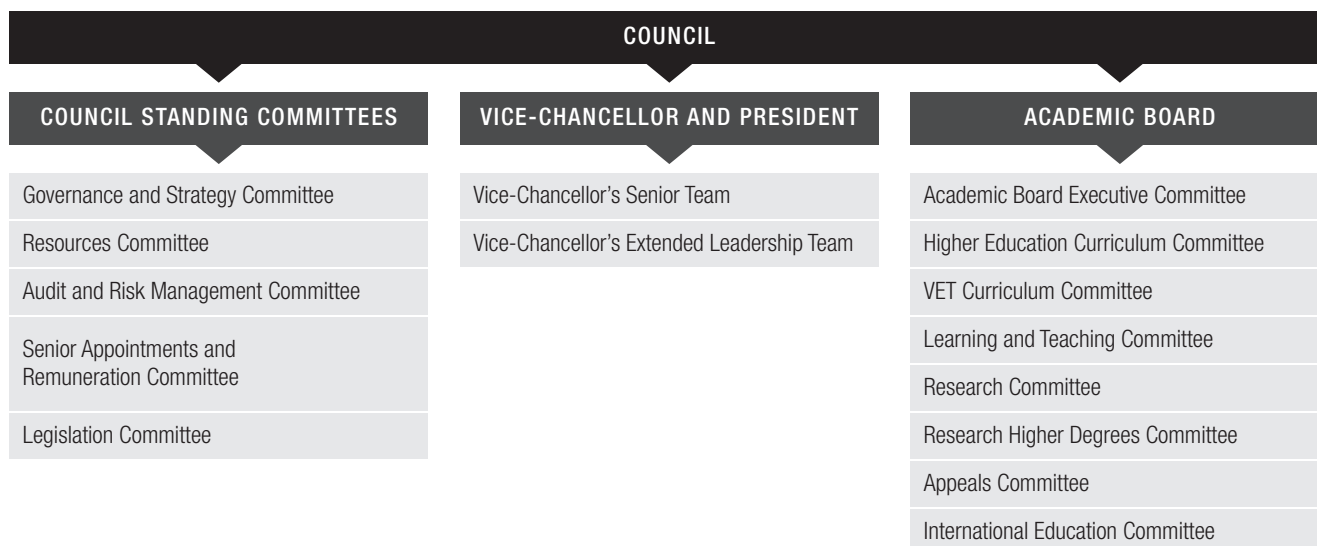 COUNCIL
COUNCIL STANDING COMMITTEES
Governance and Strategy Committee
Resources Committee
Audit and Risk Management Committee
Senior Appointments and
Remuneration Committee
Legislation Committee
VICE-CHANCELLOR AND PRESIDENT
Vice-Chancellor’s Senior Team
Vice-Chancellor’s Extended Leadership Team
ACADEMIC BOARD
Academic Board Executive Committee
Higher Education Curriculum Committee
VET Curriculum Committee
Learning and Teaching Committee
Research Committee
Research Higher Degrees Committee
Appeals Committee
International Education Committee